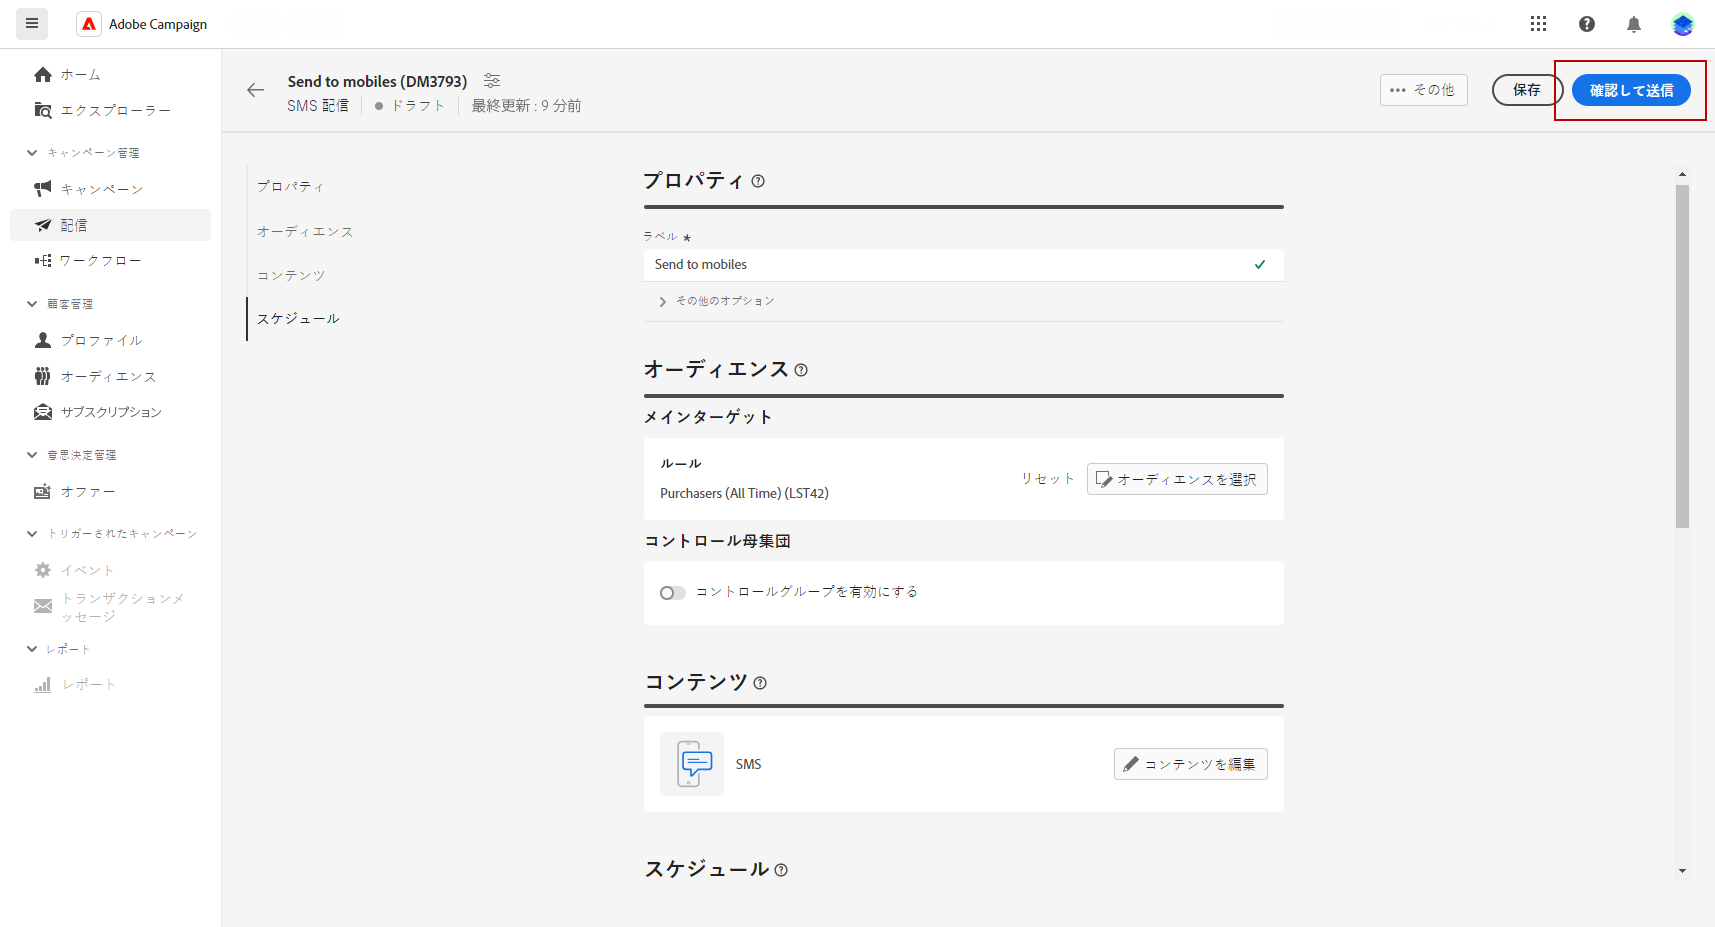 Adobe Campaign
ホーム
エクスプローラー
キャンペーン管理
キャンペーン
配信
ワークフロー
顧客管理
プロファイル
オーディエンス
サブスクリプション
意思決定管理
オファー
トリガーされたキャンペーン
イベント
トランザクションメ
ッセージ
レポート
レポート
Send to mobiles (DM3793)
SMS 配信 ドラフト 最終更新 : 9 分前
その他 保存 確認して送信
プロパティ
オーディエンス
コンテンツ
スケジュール
プロパティ
ラベル *
Send to mobiles
その他のオプション
オーディエンス
メインターゲット
ルール
Purchasers (All Time) (LST42)
リセット オーディエンスを選択
コントロール母集団
コントロールグループを有効にする
コンテンツ
SMS コンテンツを編集
スケジュール